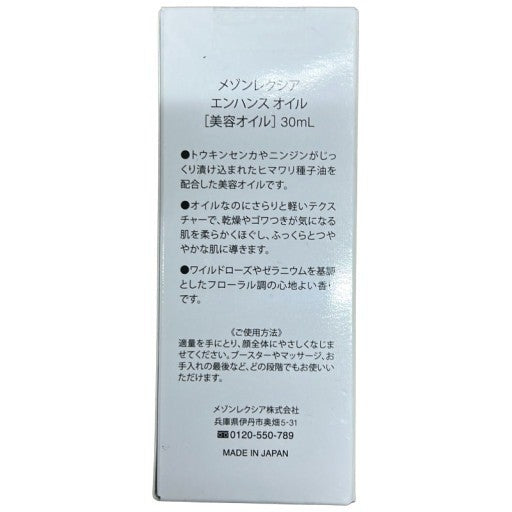 メゾンレクシア
エンハンス オイル
[美容オイル] 30mL
●トウキンセンカやニンジンがじっ
くり漬け込まれたヒマワリ種子油を
配合した美容オイルです。
●オイルなのにさらりと軽いテクス
チャーで、乾燥やゴワつきが気になる
肌を柔らかくほぐし、ふっくらとつや
やかな肌に導きます。
●ワイルドローズやゼラニウムを基調
としたフローラル調の心地よい香り
です。
《ご使用方法》
適量を手にとり、顔全体にやさしくなじま
せてください。ブースターやマッサージ、お
手入れの最後など、どの段階でもお使いい
ただけます。
メゾンレクシア株式会社
兵庫県伊丹市奥畑5-31
0120-550-789
MADE IN JAPAN